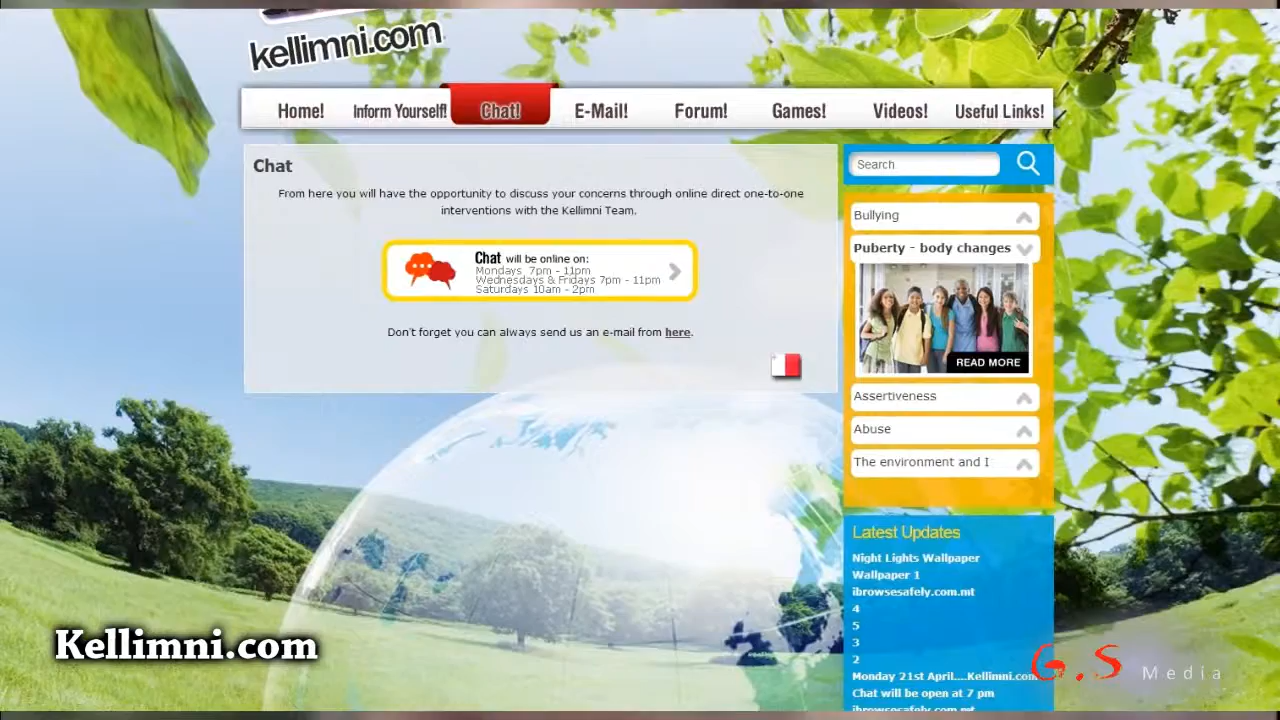 kellimni.com
Home!
Inform Yourself!
Chat!
E-Mail!
Forum!
Games!
Videos!
Useful Links!
Chat
From here you will have the opportunity to discuss your concerns through online direct one-to-one
interventions with the Kellimni Team.
Chat will be online on:
Mondays 7pm - 11pm
Wednesdays & Fridays 7pm - 11pm
Saturdays 10am - 2pm
Don't forget you can always send us an e-mail from here.
Search
Bullying
Puberty - body changes
READ MORE
Assertiveness
Abuse
The environment and I
Latest Updates
Night Lights Wallpaper
Wallpaper 1
ibrowsesafely.com.mt
4
5
3
2
Monday 21st April....Kellimni.com
Chat will be open at 7 pm
ibrowsesafely.com.mt
Kellimni.com
G.S Media